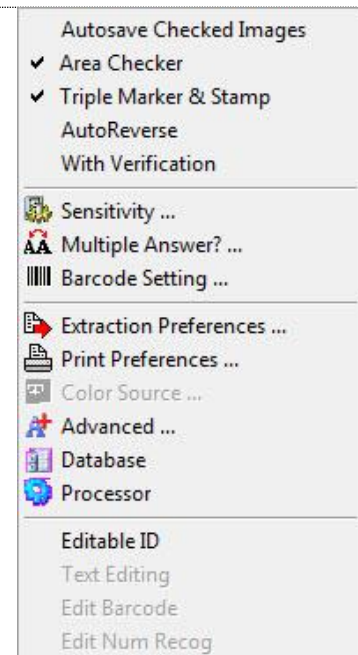 Autosave Checked Images
Area Checker
Triple Marker & Stamp
AutoReverse
With Verification
Sensitivity ...
Multiple Answer? ...
Barcode Setting ...
Extraction Preferences ...
Print Preferences ...
Color Source ...
Advanced ...
Database
Processor
Editable ID
Text Editing
Edit Barcode
Edit Num Recog